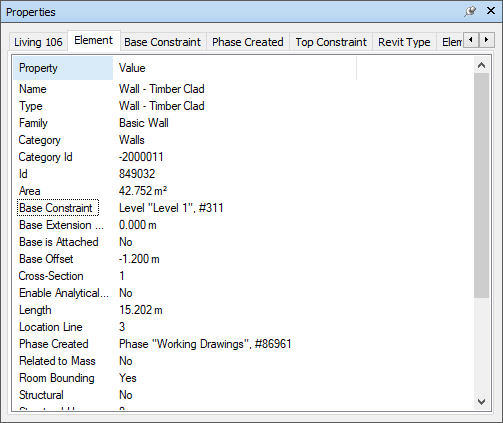 Properties
Living 106 Element Base Constraint Phase Created Top Constraint Revit Type Elem
Property Value
Name Wall - Timber Clad
Type Wall - Timber Clad
Family Basic Wall
Category Walls
Category Id -2000011
Id 849032
Area 42.752 m²
Base Constraint Level "Level 1", #311
Base Extension ... 0.000 m
Base is Attached No
Base Offset -1.200 m
Cross-Section 1
Enable Analytical... No
Length 15.202 m
Location Line 3
Phase Created Phase "Working Drawings", #86961
Related to Mass No
Room Bounding Yes
Structural No